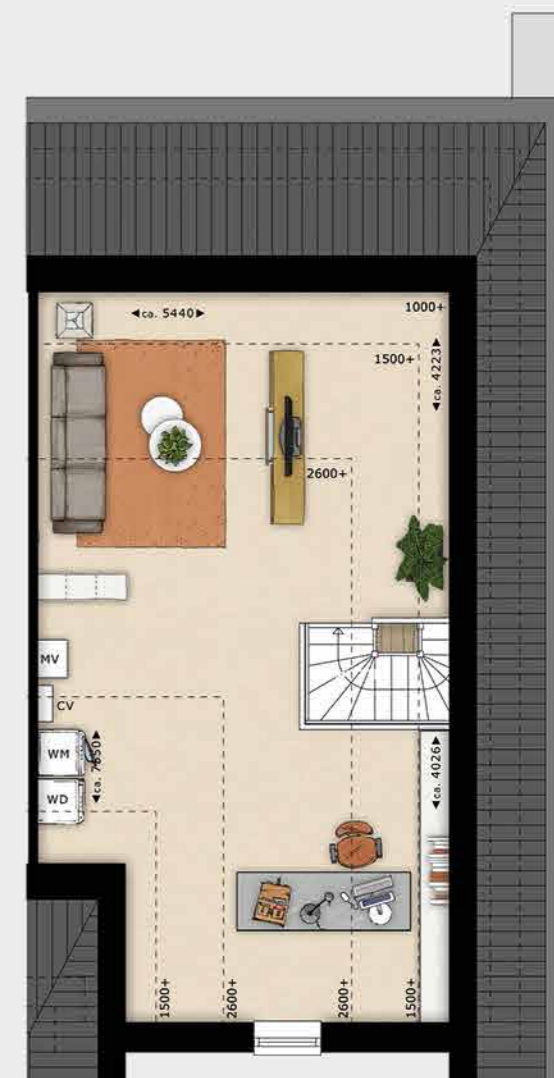 ◀ca. 5440▶
1000+
1500+
◀ca. 4223▶
2600+
MV
CV
WM
◀ca. 7650▶
WD
◀ca. 4026▶
1500+
2600+
2600+
1500+